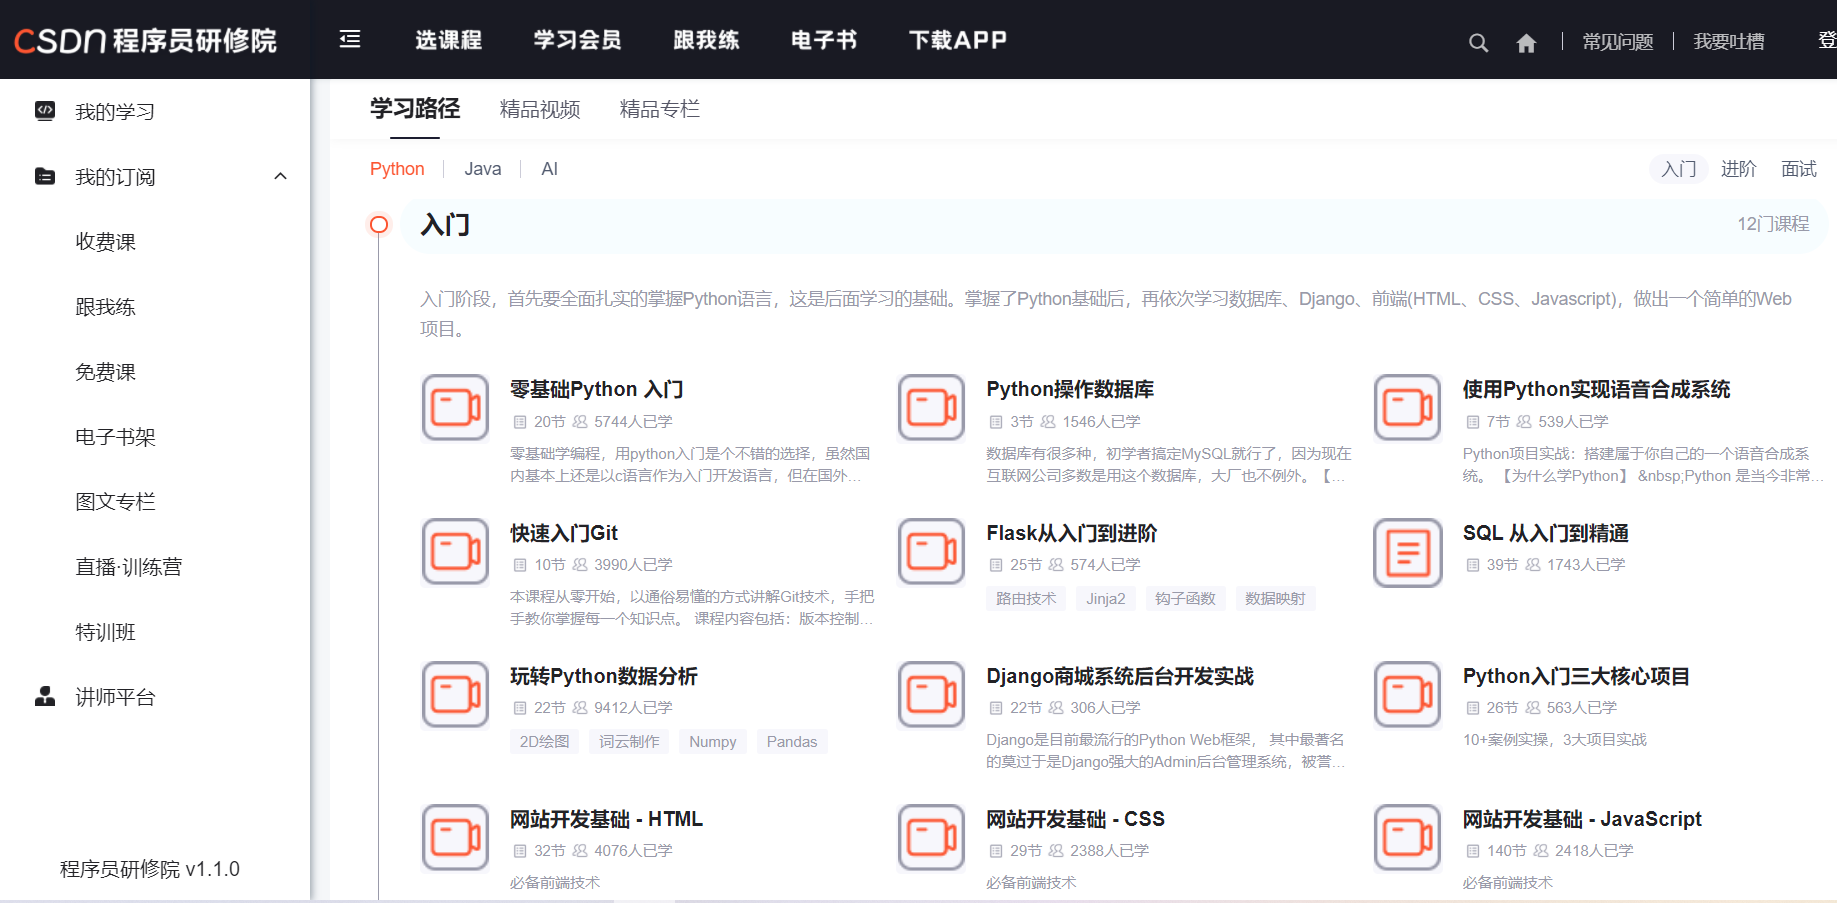 CSDN 程序员研修院
选课程 学习会员 跟我练 电子书 下载APP
常见问题 我要吐槽
我的学习
我的订阅
收费课
跟我练
免费课
电子书架
图文专栏
直播·训练营
特训班
讲师平台
程序员研修院 v1.1.0
学习路径 精品视频 精品专栏
Python Java AI
入门 进阶 面试
入门
12门课程
入门阶段，首先要全面扎实的掌握Python语言，这是后面学习的基础。掌握了Python基础后，再依次学习数据库、Django、前端(HTML、CSS、Javascript)，做出一个简单的Web
项目。
零基础Python 入门
20节 5744人已学
零基础学编程，用python入门是个不错的选择，虽然国
内基本上还是以c语言作为入门开发语言，但在国外...
Python操作数据库
3节 1546人已学
数据库有很多种，初学者搞定MySQL就行了，因为现在
互联网公司多数是用这个数据库，大厂也不例外。【...
使用Python实现语音合成系统
7节 539人已学
Python项目实战：搭建属于你自己的一个语音合成系
统。【为什么学Python】 &nbsp;Python 是当今非常...
快速入门Git
10节 3990人已学
本课程从零开始，以通俗易懂的方式讲解Git技术，手把
手教你掌握每一个知识点。 课程内容包括：版本控制...
Flask从入门到进阶
25节 574人已学
路由技术 Jinja2 钩子函数 数据映射
SQL 从入门到精通
39节 1743人已学
玩转Python数据分析
22节 9412人已学
2D绘图 词云制作 Numpy Pandas
Django商城系统后台开发实战
22节 306人已学
Django是目前最流行的Python Web框架， 其中最著名
的莫过于是Django强大的Admin后台管理系统，被誉...
Python入门三大核心项目
26节 563人已学
10+案例实操，3大项目实战
网站开发基础 - HTML
32节 4076人已学
必备前端技术
网站开发基础 - CSS
29节 2388人已学
必备前端技术
网站开发基础 - JavaScript
140节 2418人已学
必备前端技术